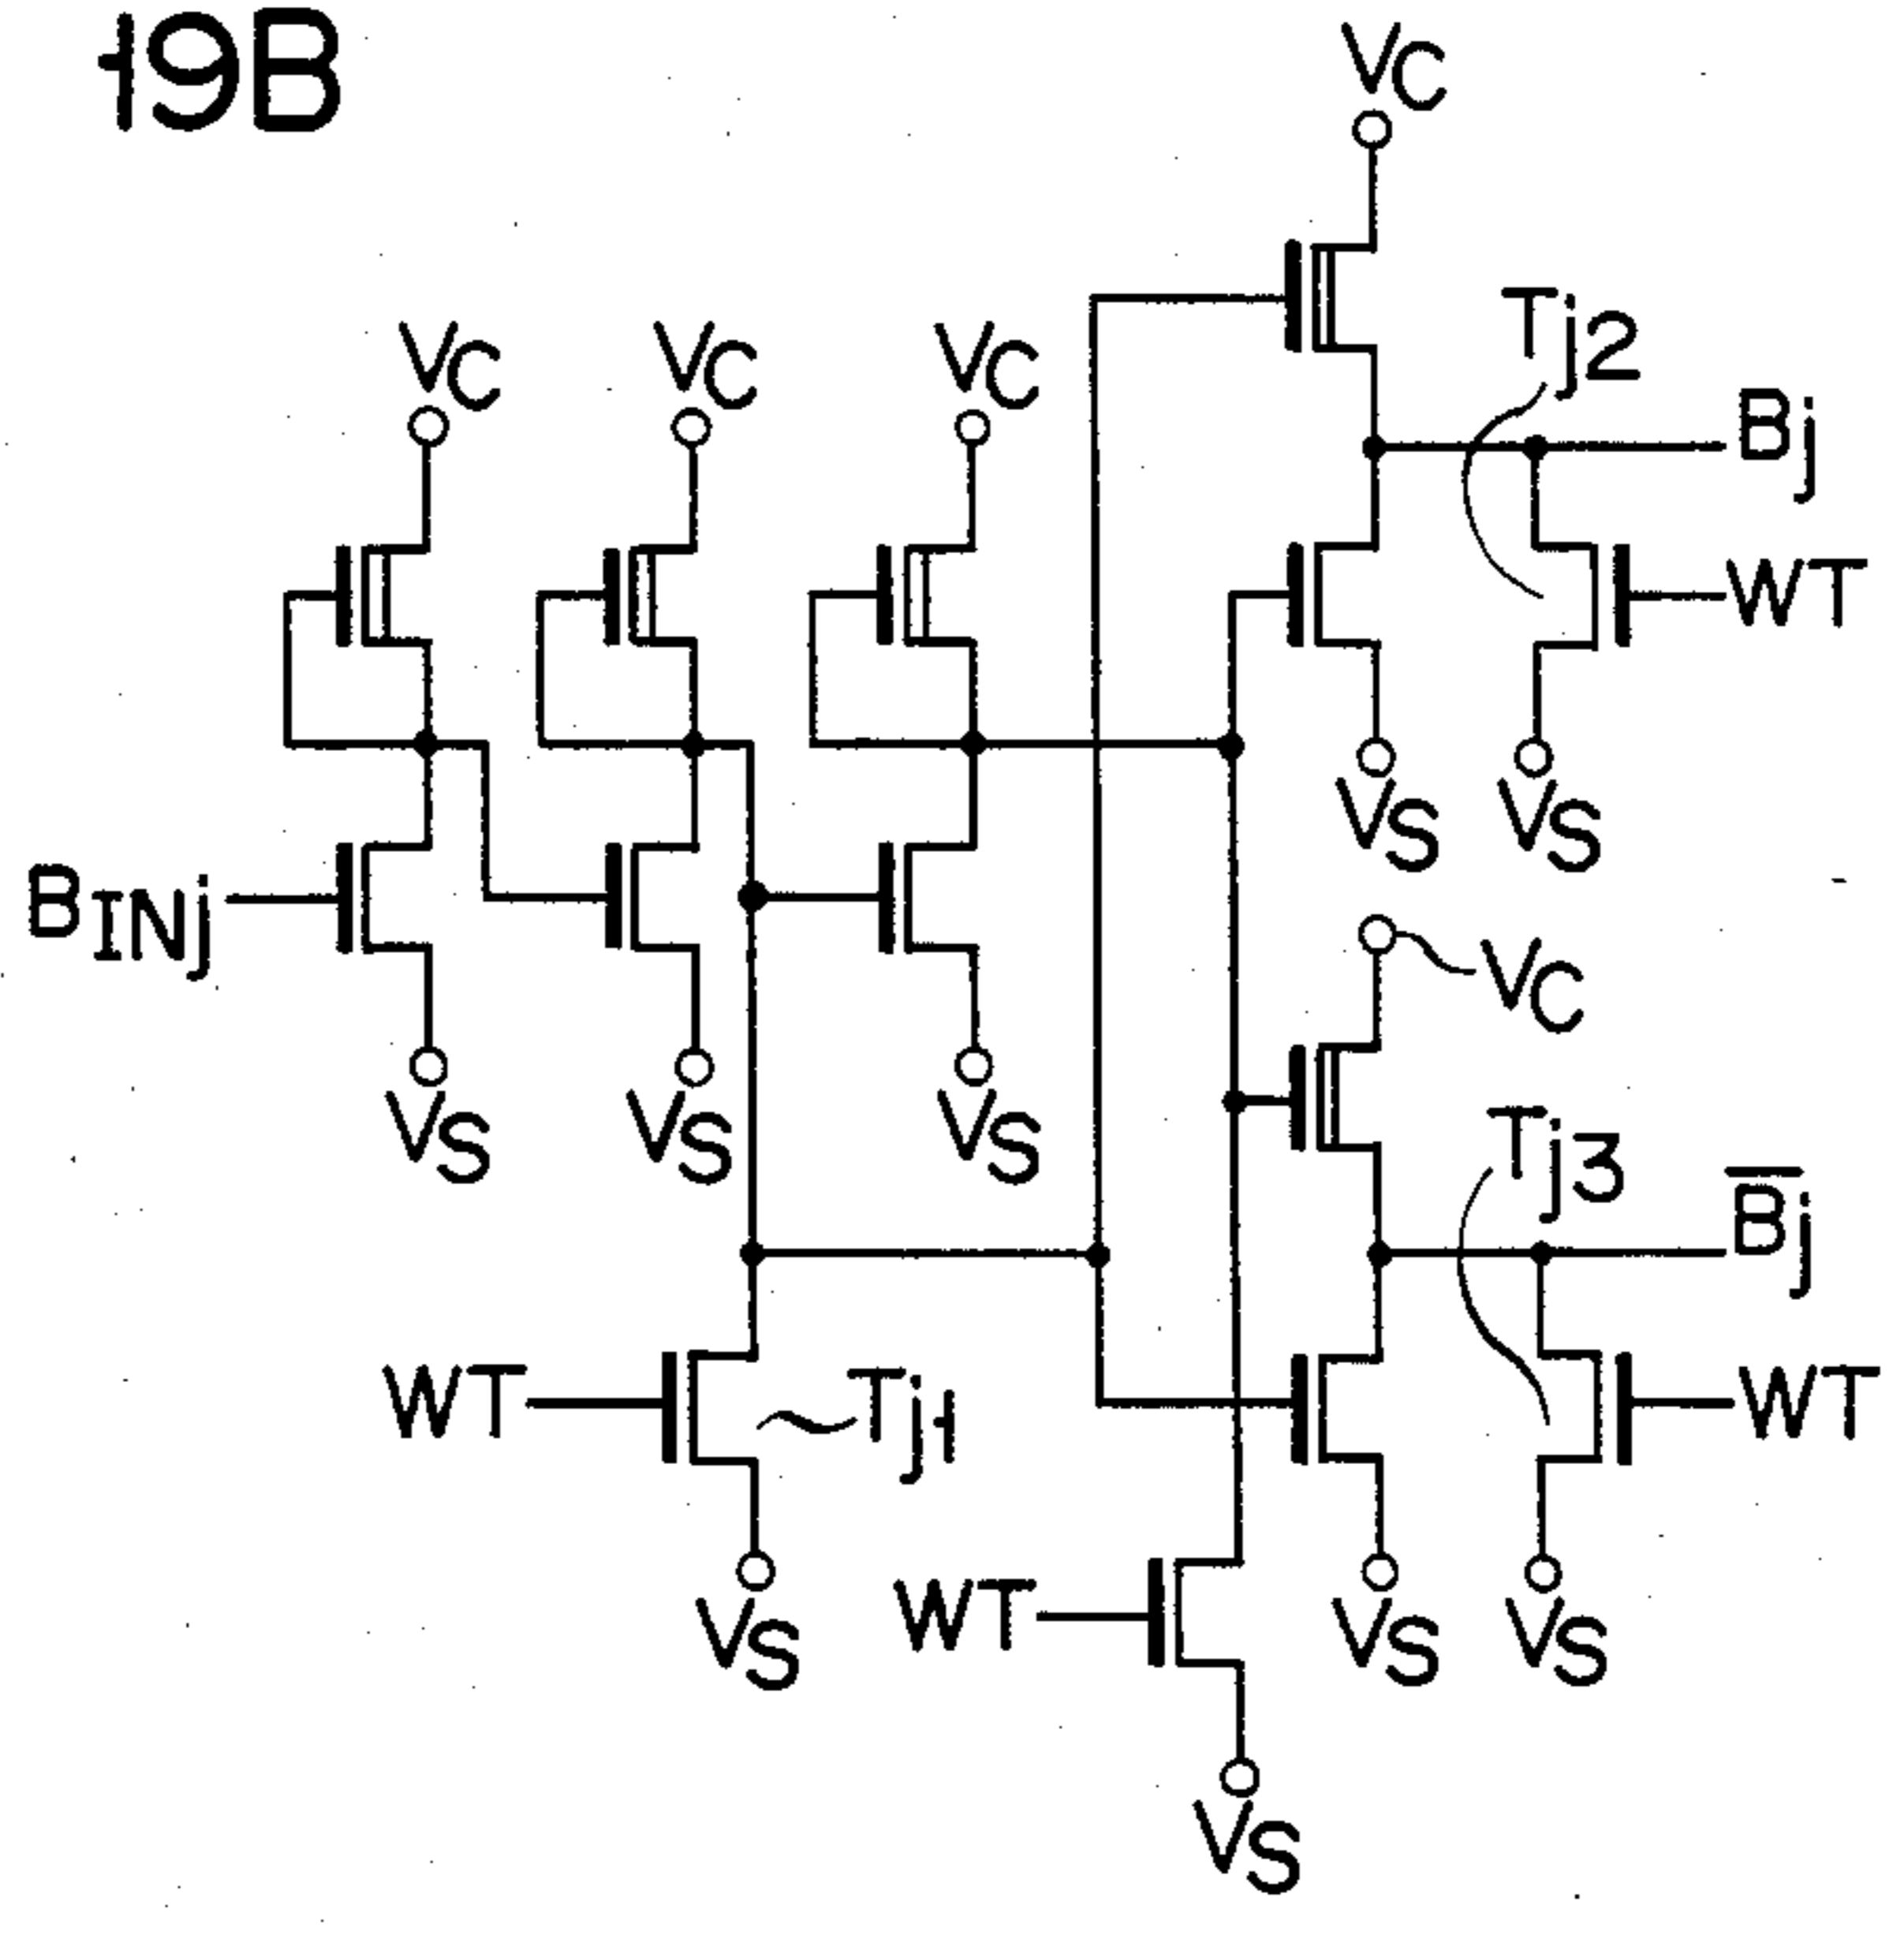 19B
VC
Tj2
VC VC VC
Bj
WT
VS VS
BINj
VC
VS VS VS
Tj3
B̅j
WT Tj1 WT
WT
VS VS VS
VS